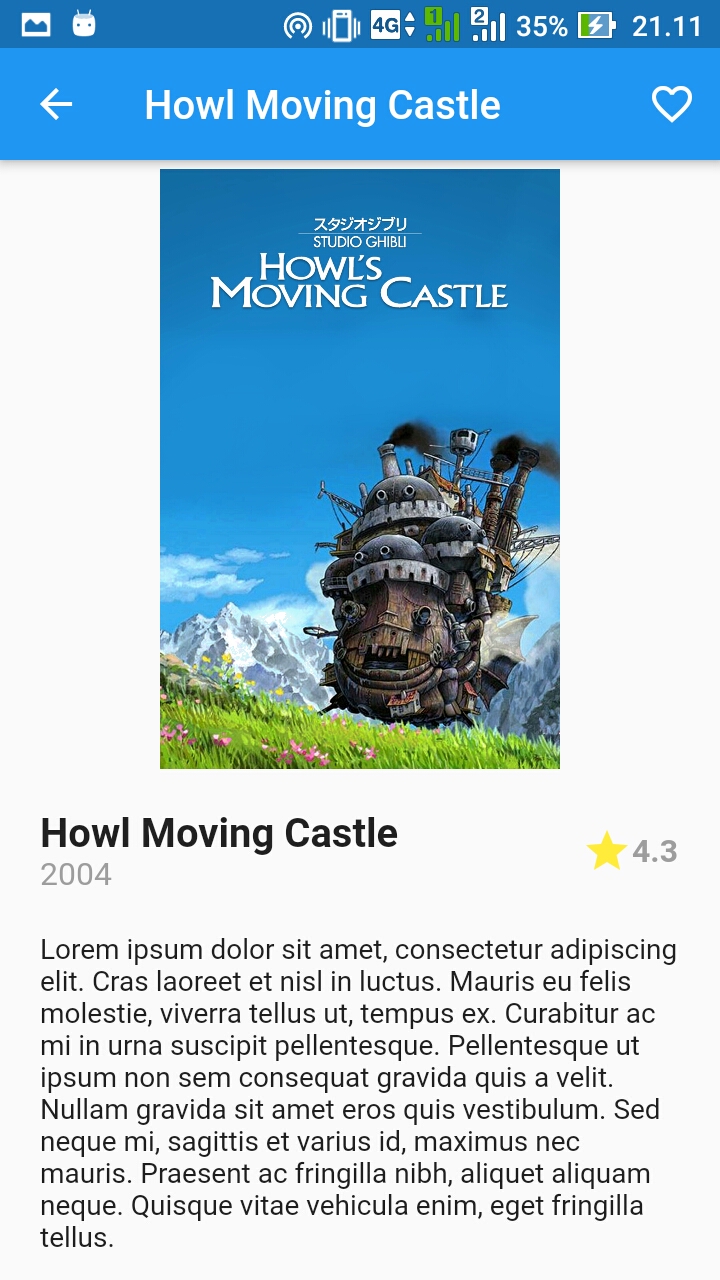 4G 1 2 35% 21.11
Howl Moving Castle
スタジオジブリ
STUDIO GHIBLI
HOWL'S
MOVING CASTLE
Howl Moving Castle
2004
4.3
Lorem ipsum dolor sit amet, consectetur adipiscing
elit. Cras laoreet et nisl in luctus. Mauris eu felis
molestie, viverra tellus ut, tempus ex. Curabitur ac
mi in urna suscipit pellentesque. Pellentesque ut
ipsum non sem consequat gravida quis a velit.
Nullam gravida sit amet eros quis vestibulum. Sed
neque mi, sagittis et varius id, maximus nec
mauris. Praesent ac fringilla nibh, aliquet aliquam
neque. Quisque vitae vehicula enim, eget fringilla
tellus.